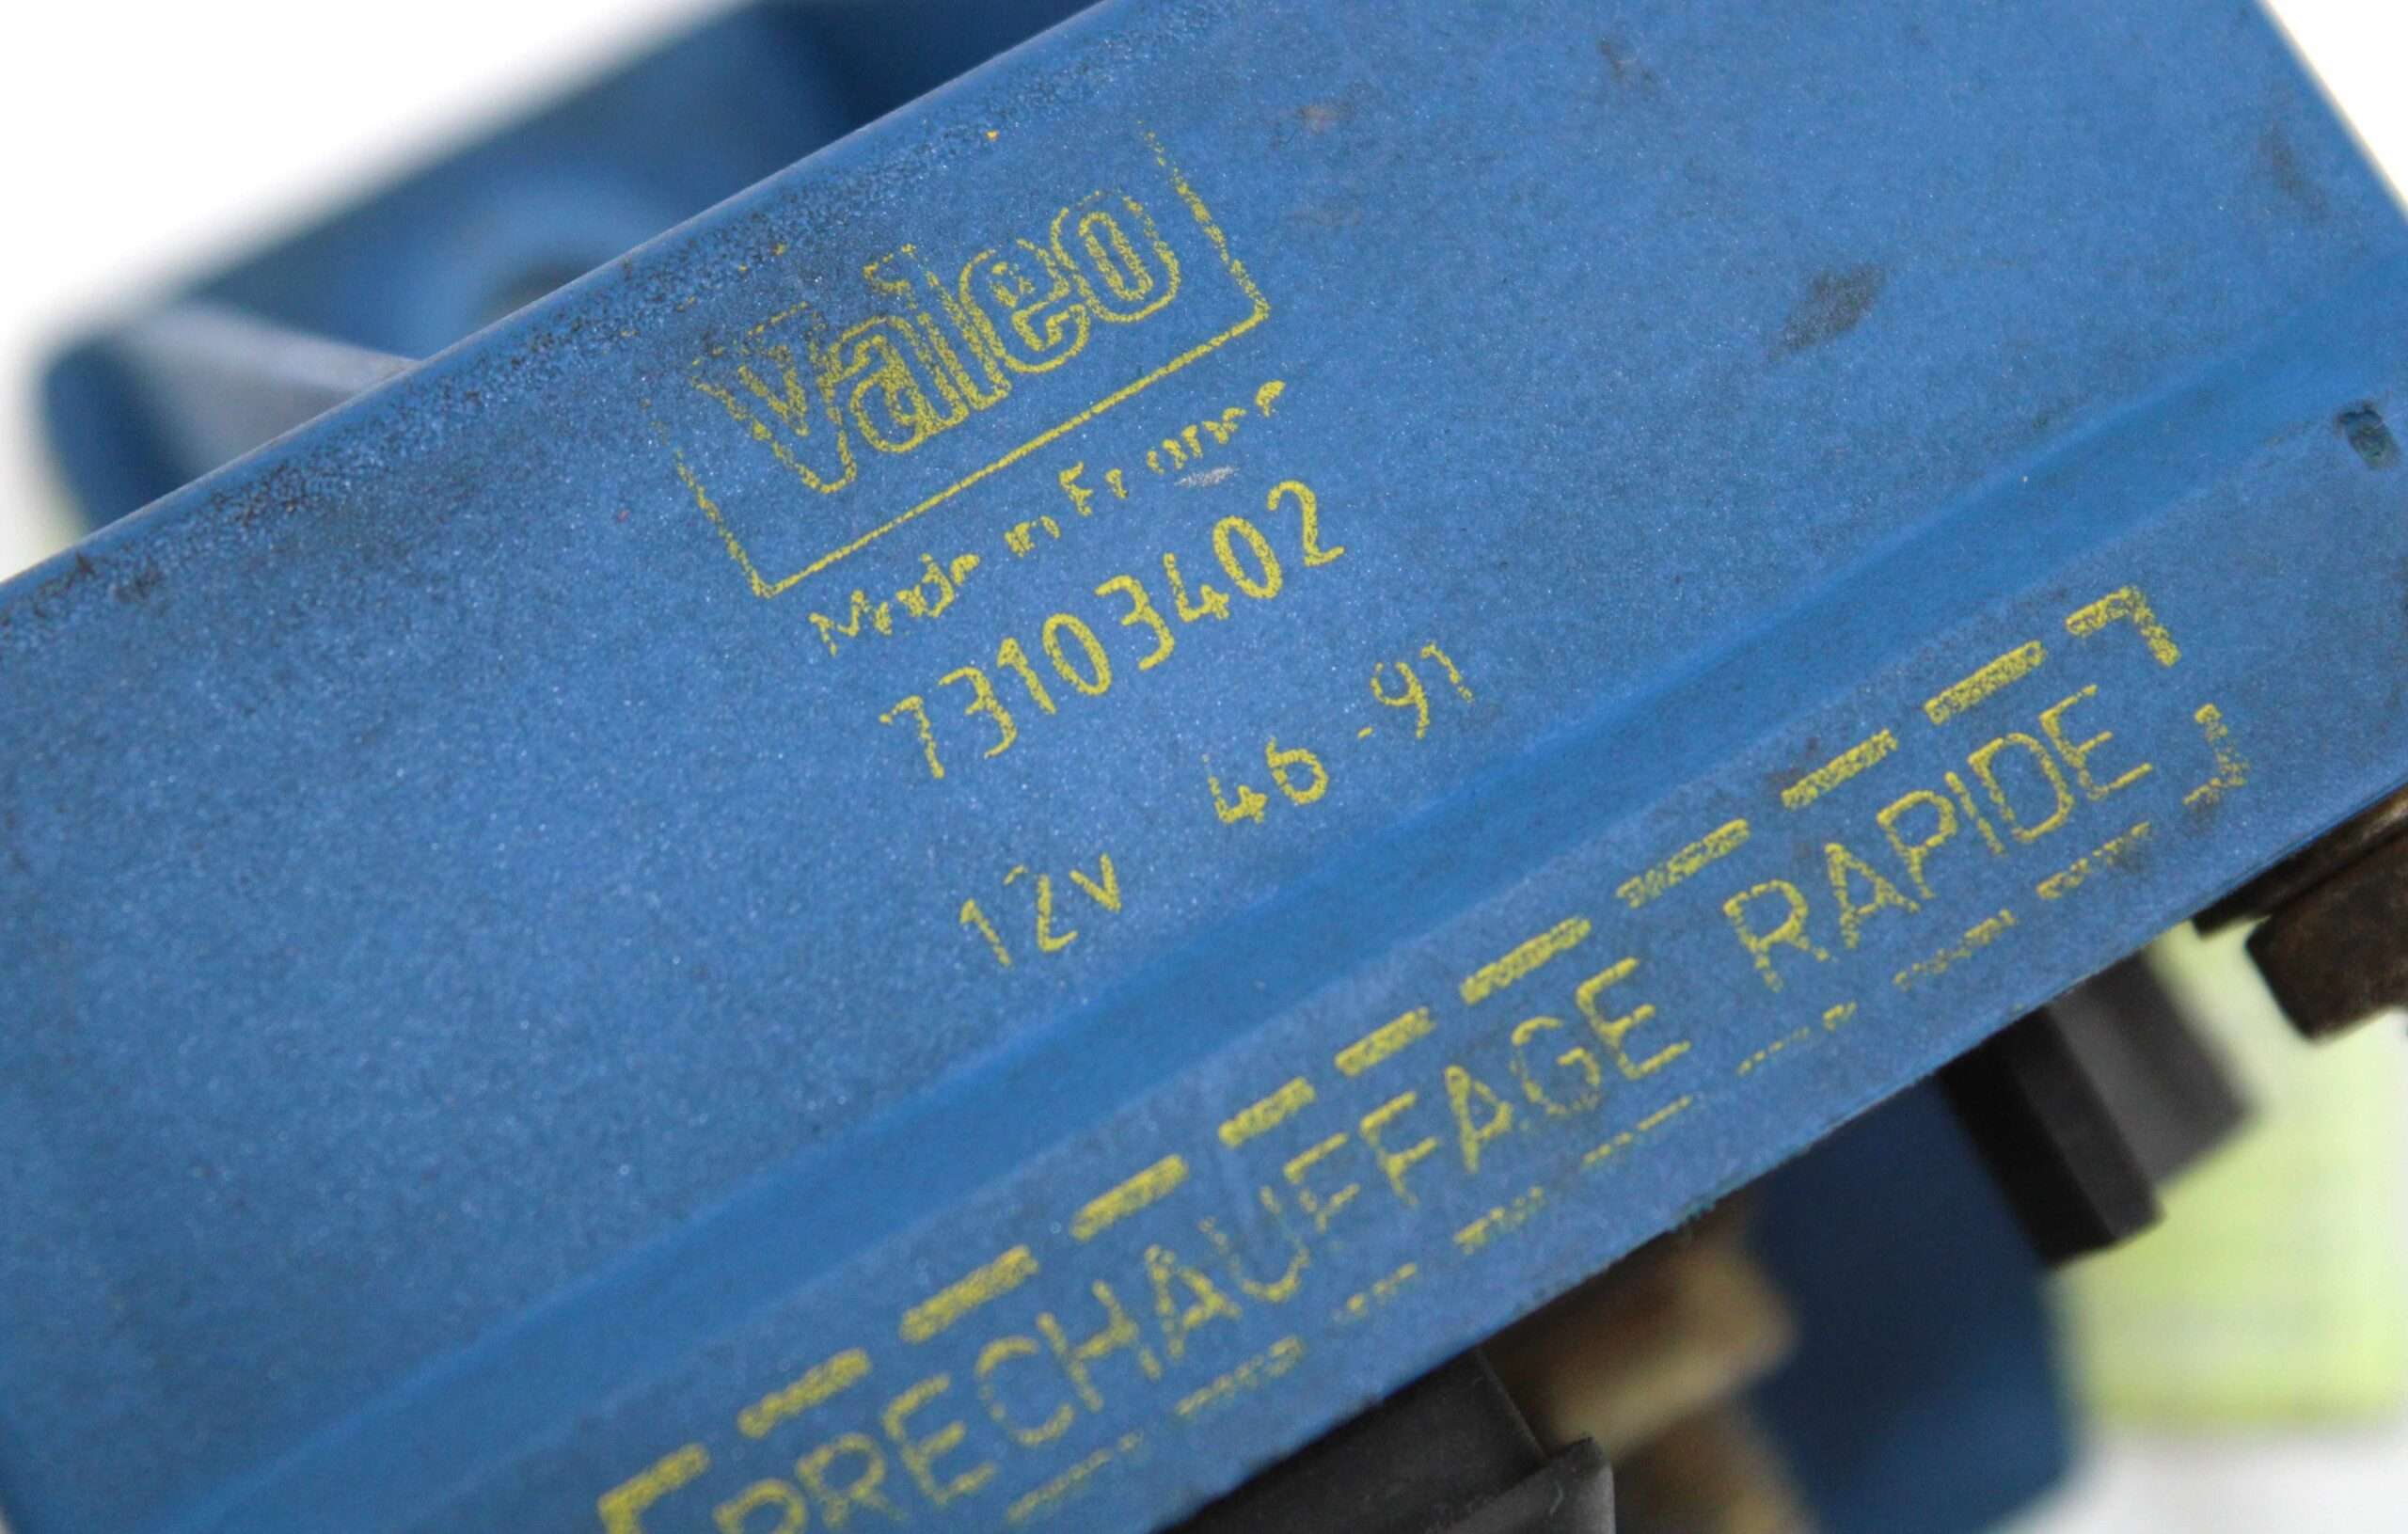 Valeo
Made in France
73103402
12V 46-91
PRECHAUFFAGE RAPIDE